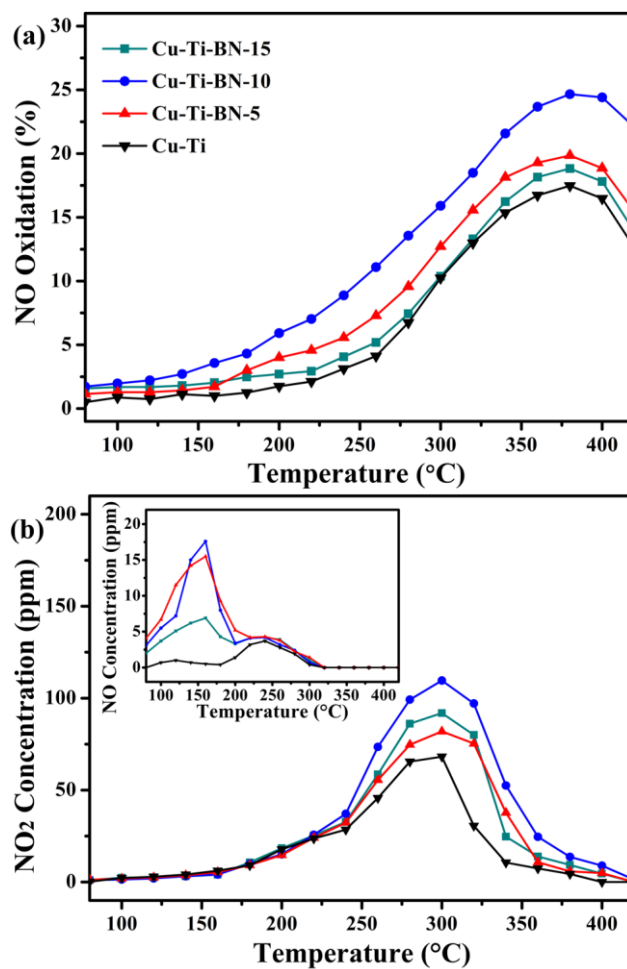 (a)
30
25
20
15
10
5
0
NO Oxidation (%)
Cu-Ti-BN-15
Cu-Ti-BN-10
Cu-Ti-BN-5
Cu-Ti
100 150 200 250 300 350 400
Temperature (°C)
(b)
200
150
100
50
0
NO2 Concentration (ppm)
20
15
10
5
0
NO Concentration (ppm)
100 150 200 250 300 350 400
Temperature (°C)
100 150 200 250 300 350 400
Temperature (°C)